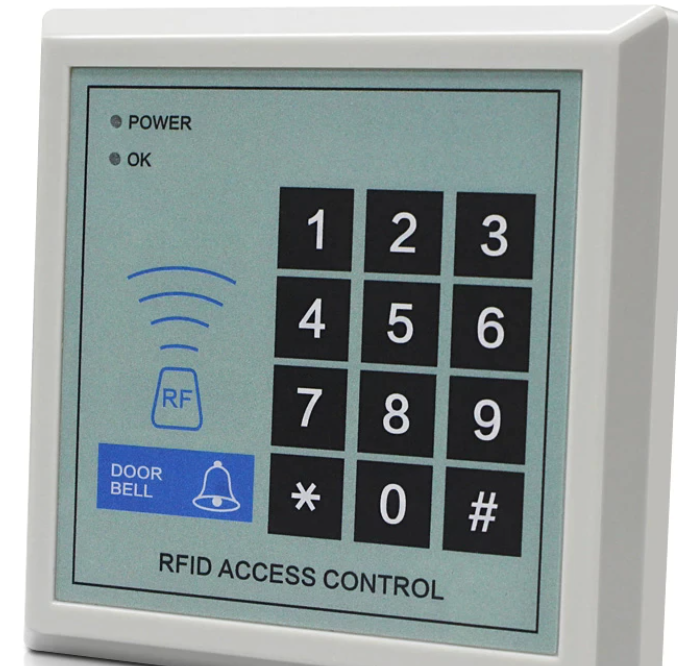 POWER
OK
1 2 3
4 5 6
7 8 9
* 0 #
RF
DOOR
BELL
RFID ACCESS CONTROL